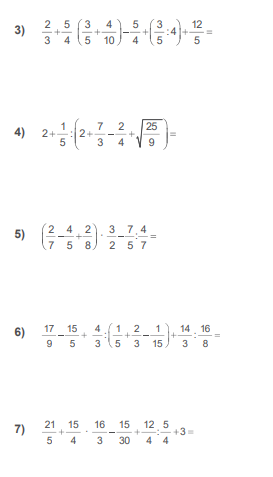 3) 2/3 + 5/4 (3/5 + 4/10) - 5/4 + (3/5 : 4) + 12/5 =
4) 2 + 1/5 : (2 + 7/3 - 2/4 + √(25/9)) =
5) (2/7 - 4/5 + 2/8) · 3/2 - 7/5 : 4/7 =
6) 17/9 - 15/5 + 4/3 : (1/5 + 2/3 - 1/15) + 14/3 : 16/8 =
7) 21/5 + 15/4 · 16/3 - 15/30 + 12/4 : 5/4 + 3 =